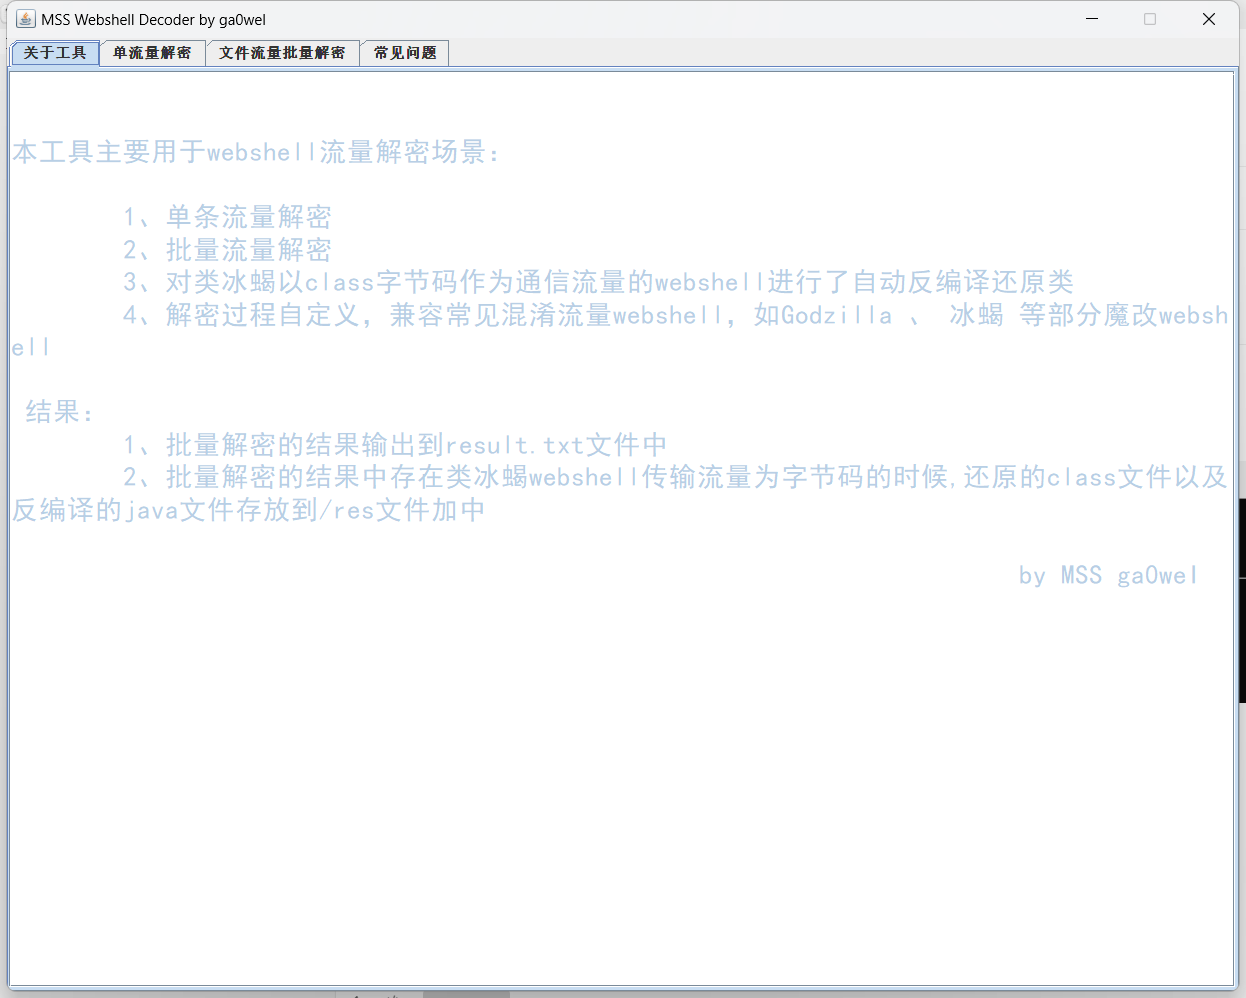 MSS Webshell Decoder by ga0wel
关于工具 单流量解密 文件流量批量解密 常见问题
本工具主要用于webshell流量解密场景：
1、单条流量解密
2、批量流量解密
3、对类冰蝎以class字节码作为通信流量的webshell进行了自动反编译还原类
4、解密过程自定义，兼容常见混淆流量webshell，如Godzilla 、 冰蝎 等部分魔改websh
ell
结果：
1、批量解密的结果输出到result.txt文件中
2、批量解密的结果中存在类冰蝎webshell传输流量为字节码的时候,还原的class文件以及
反编译的java文件存放到/res文件加中
by MSS ga0wel